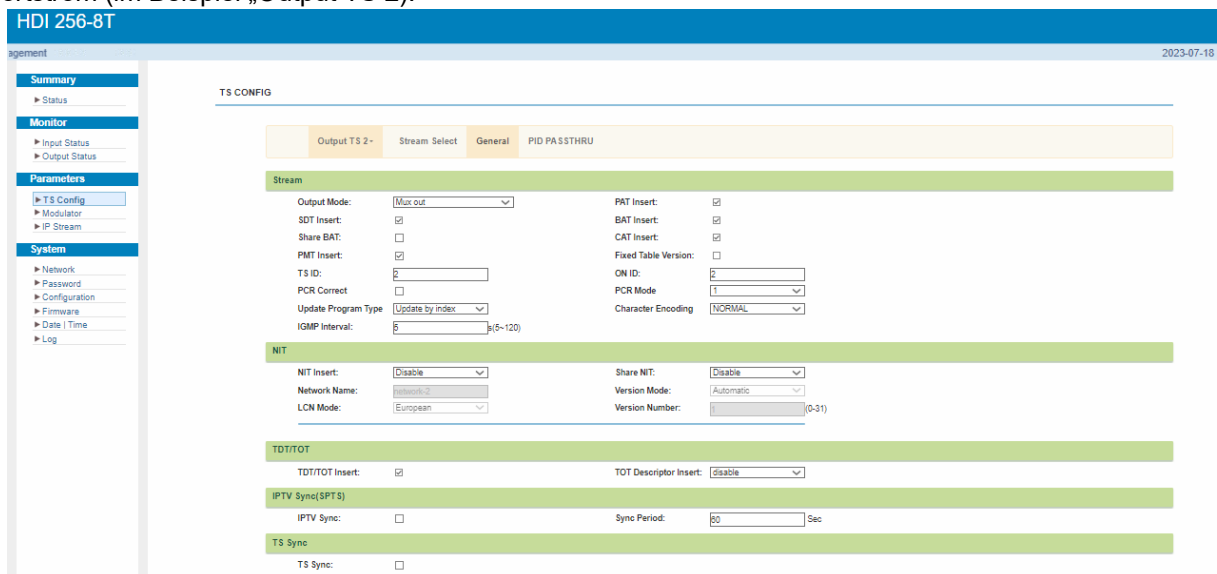 (im Beispiel „Output TS 2).
HDI 256-8T
agement
2023-07-18
Summary
Status
Monitor
Input Status
Output Status
Parameters
TS Config
Modulator
IP Stream
System
Network
Password
Configuration
Firmware
Date | Time
Log
TS CONFIG
Output TS 2 Stream Select General PID PASSTHRU
Stream
Output Mode: Mux out PAT Insert:
SDT Insert: BAT Insert:
Share BAT: CAT Insert:
PMT Insert: Fixed Table Version:
TS ID: 2 ON ID: 2
PCR Correct PCR Mode 1
Update Program Type Update by index Character Encoding NORMAL
IGMP Interval: s(5~120)
NIT
NIT Insert: Disable Share NIT: Disable
Network Name: network-2 Version Mode: Automatic
LCN Mode: European Version Number: 1 (0-31)
TDT/TOT
TDT/TOT Insert: TOT Descriptor Insert: disable
IPTV Sync(SPTS)
IPTV Sync: Sync Period: 60 Sec
TS Sync
TS Sync: